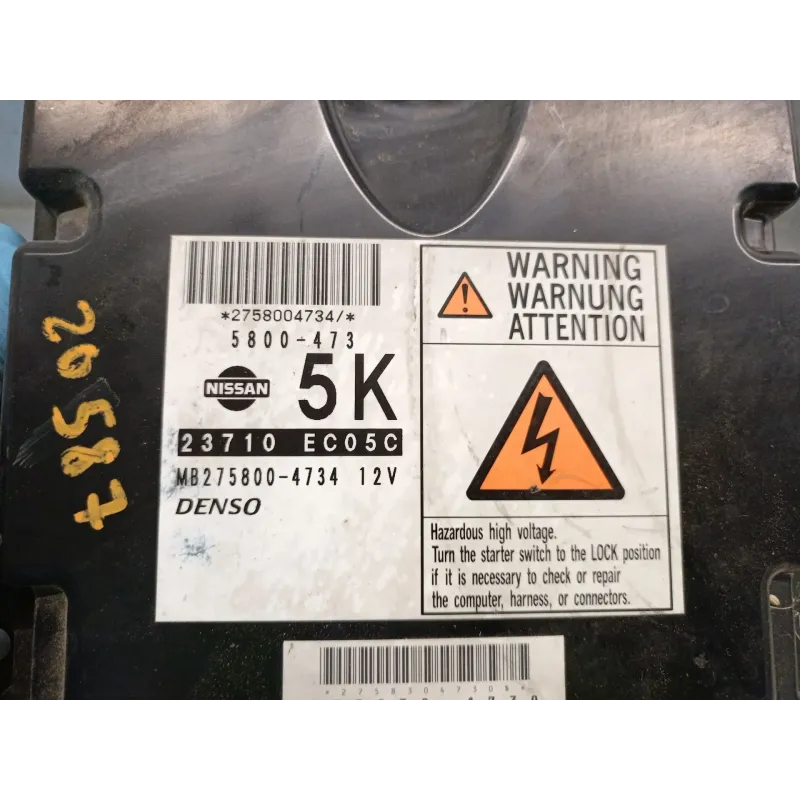 *2758004734/*
5800-473
NISSAN
5K
23710 EC05C
MB275800-4734 12V
DENSO
WARNING
WARNUNG
ATTENTION
Hazardous high voltage.
Turn the starter switch to the LOCK position
if it is necessary to check or repair
the computer, harness, or connectors.
26587